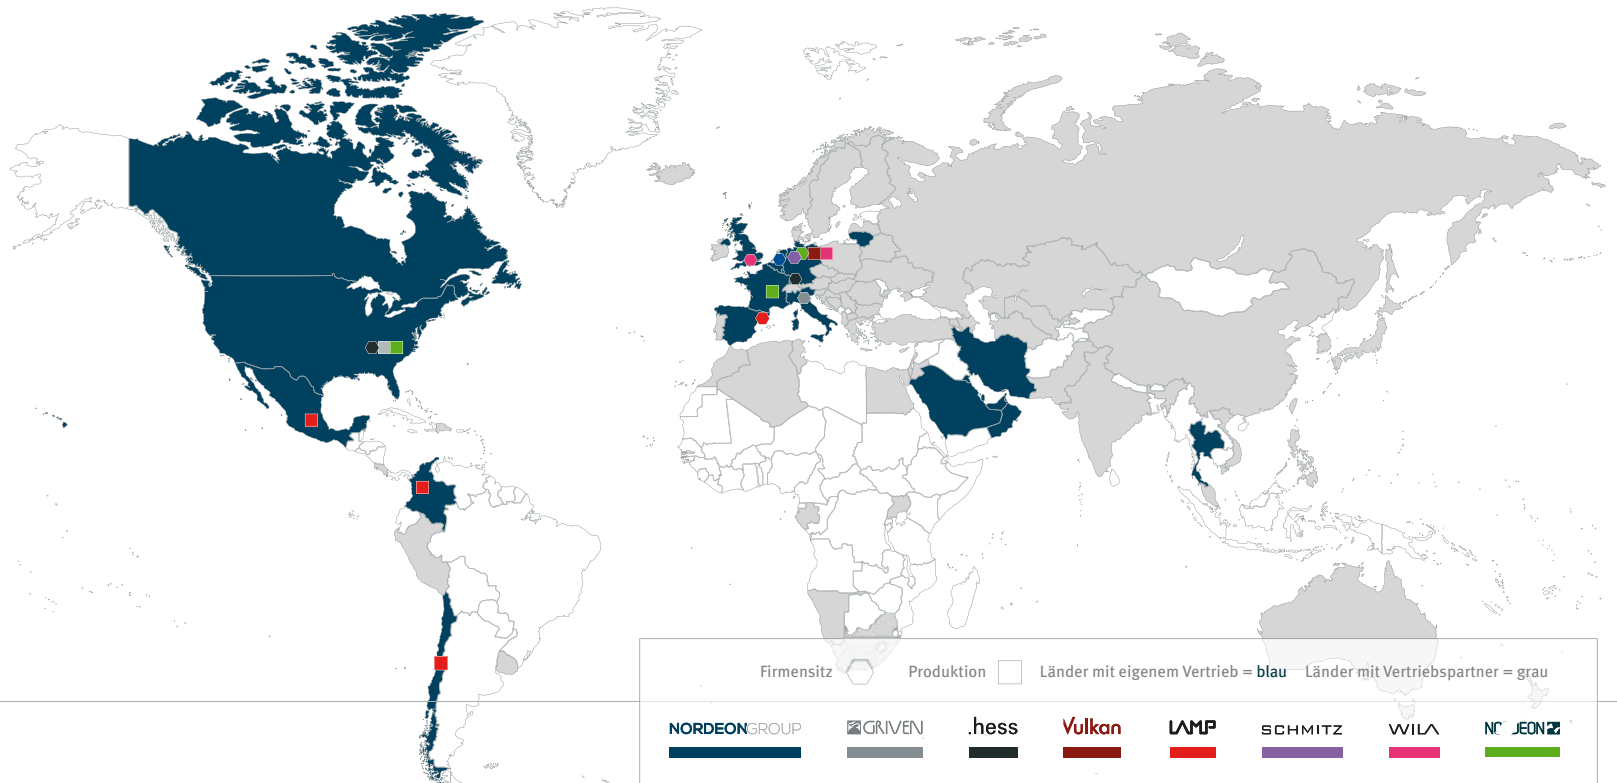 Firmensitz Produktion Länder mit eigenem Vertrieb = blau Länder mit Vertriebspartner = grau
NORDEONGROUP GRIVEN .hess Vulkan LAMP SCHMITZ WILA